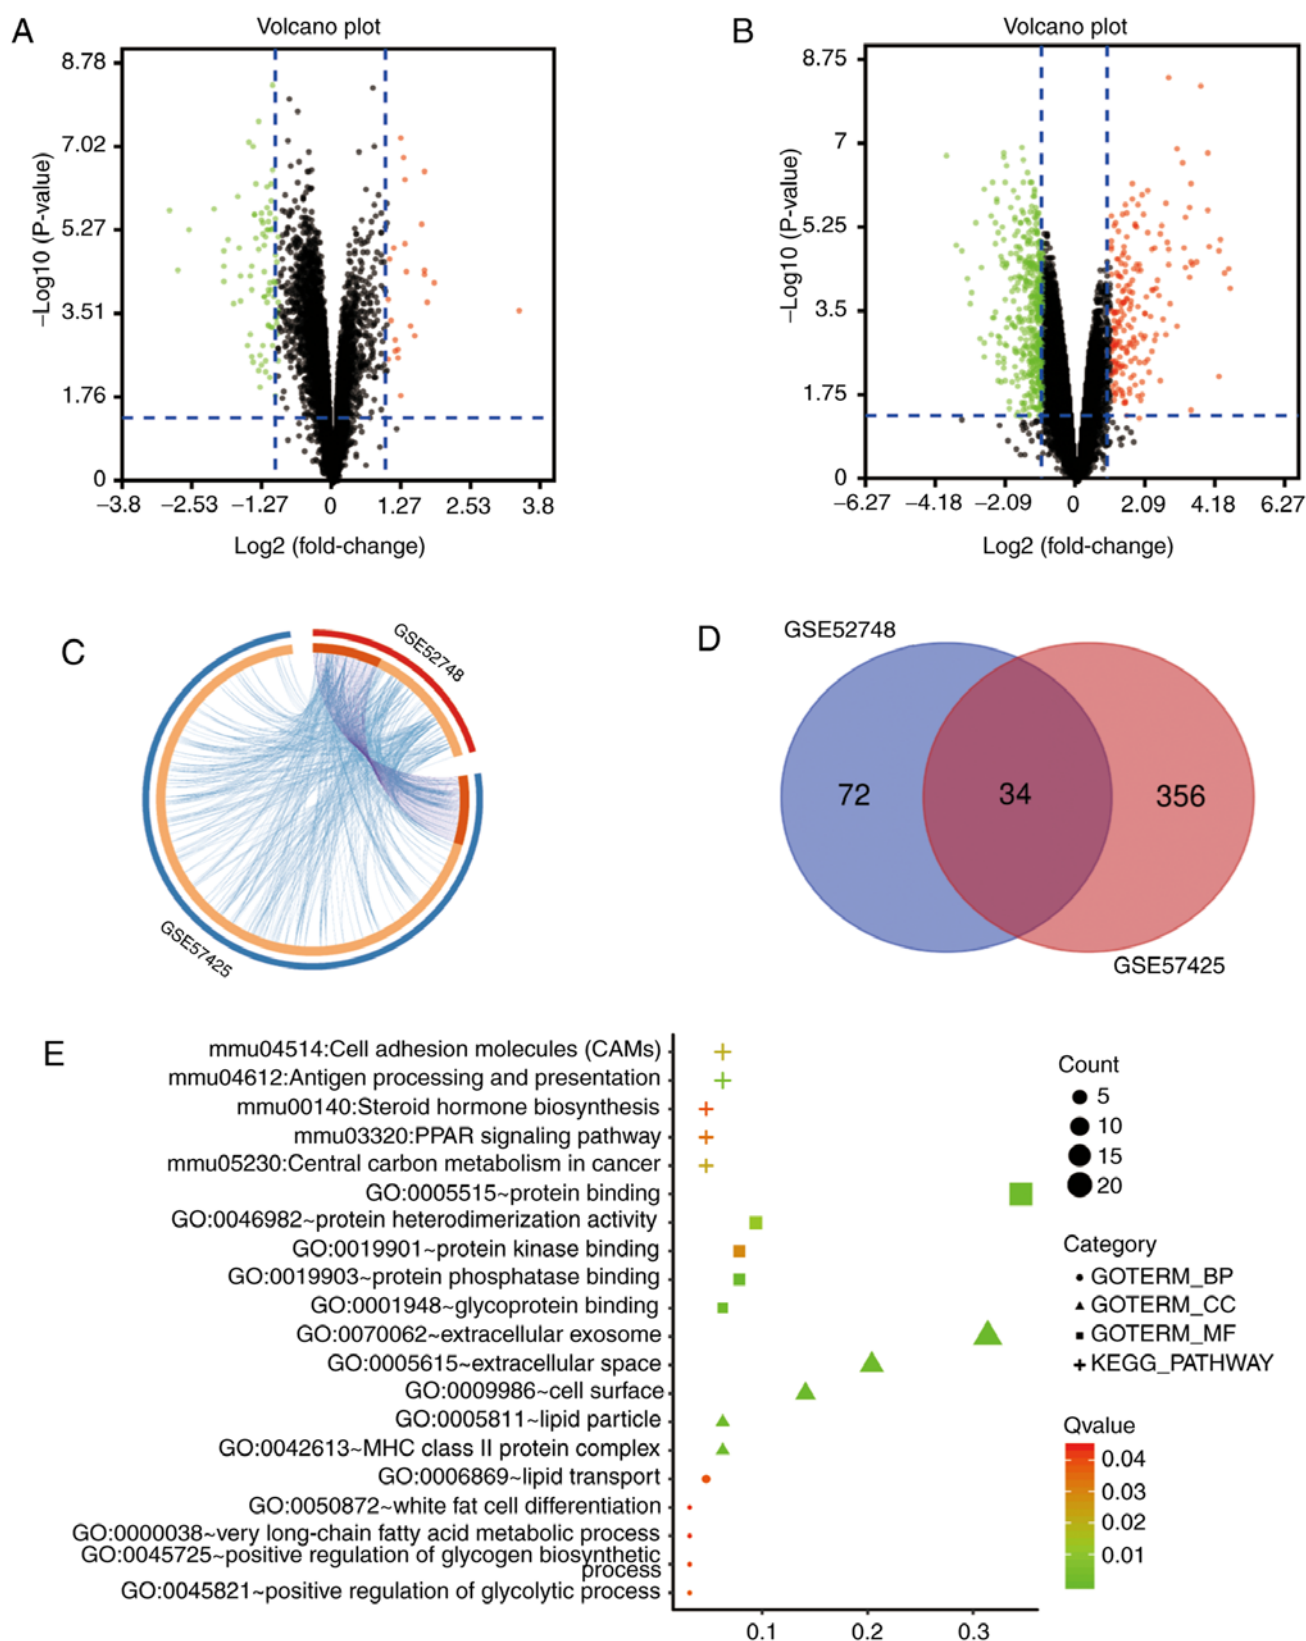 A
Volcano plot
8.78
7.02
5.27
3.51
1.76
0
−Log10 (P-value)
−3.8 −2.53 −1.27 0 1.27 2.53 3.8
Log2 (fold-change)
B
Volcano plot
8.75
7
5.25
3.5
1.75
0
−Log10 (P-value)
−6.27 −4.18 −2.09 0 2.09 4.18 6.27
Log2 (fold-change)
C
GSE52748
GSE57425
D
GSE52748
72 34 356
GSE57425
E
mmu04514:Cell adhesion molecules (CAMs)
mmu04612:Antigen processing and presentation
mmu00140:Steroid hormone biosynthesis
mmu03320:PPAR signaling pathway
mmu05230:Central carbon metabolism in cancer
GO:0005515~protein binding
GO:0046982~protein heterodimerization activity
GO:0019901~protein kinase binding
GO:0019903~protein phosphatase binding
GO:0001948~glycoprotein binding
GO:0070062~extracellular exosome
GO:0005615~extracellular space
GO:0009986~cell surface
GO:0005811~lipid particle
GO:0042613~MHC class II protein complex
GO:0006869~lipid transport
GO:0050872~white fat cell differentiation
GO:0000038~very long-chain fatty acid metabolic process
GO:0045725~positive regulation of glycogen biosynthetic
process
GO:0045821~positive regulation of glycolytic process
0.1 0.2 0.3
Count
5
10
15
20
Category
GOTERM_BP
GOTERM_CC
GOTERM_MF
KEGG_PATHWAY
Qvalue
0.04
0.03
0.02
0.01